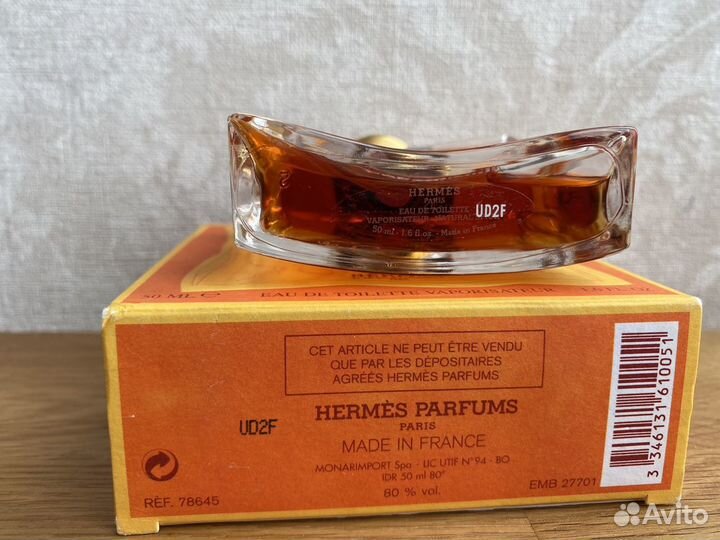 HERMÈS
PARIS
EAU DE TOILETTE
VAPORISATEUR - NATURAL
50 ml - 1.6 fl.oz. - Made in France
UD2F
50 ML ℮ EAU DE TOILETTE VAPORISATEUR
CET ARTICLE NE PEUT ÊTRE VENDU
QUE PAR LES DÉPOSITAIRES
AGRÉÉS HERMÈS PARFUMS
UD2F
HERMÈS PARFUMS
PARIS
MADE IN FRANCE
MONARIMPORT Spa - LIC UTIF N° 94 - BO
IDR 50 ml 80°
80 % vol.
RÉF. 78645
EMB 27701
3 346131 610051
Avito